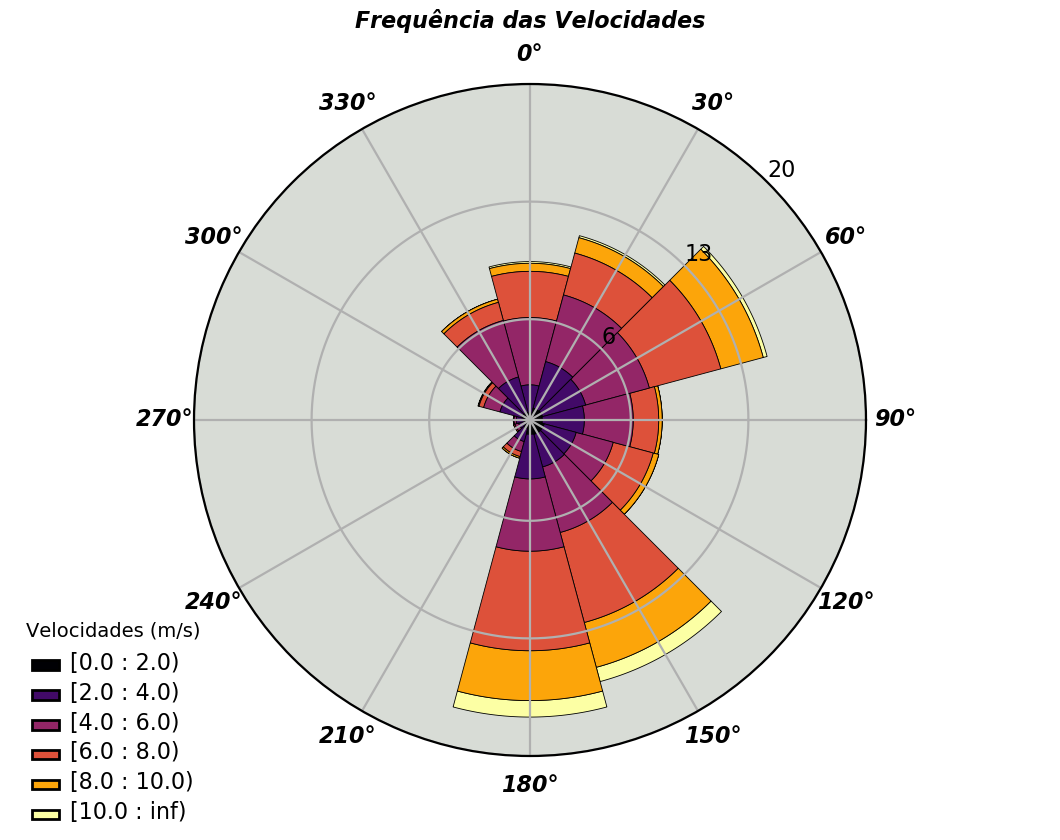 Frequência das Velocidades
0°
330°
30°
20
300°
60°
13
6
270°
90°
240°
120°
210°
150°
180°
Velocidades (m/s)
[0.0 : 2.0)
[2.0 : 4.0)
[4.0 : 6.0)
[6.0 : 8.0)
[8.0 : 10.0)
[10.0 : inf)